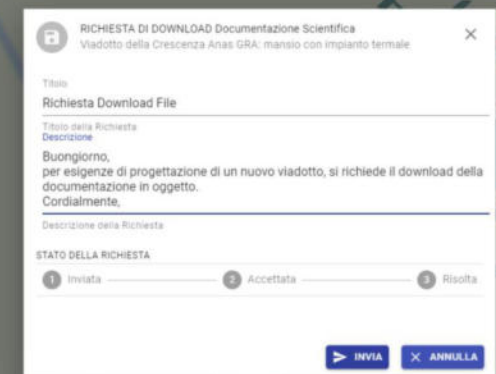 RICHIESTA DI DOWNLOAD Documentazione Scientifica
Viadotto della Crescenza Anas GRA: mansio con impianto termale
Titolo
Richiesta Download File
Titolo della Richiesta
Descrizione
Buongiorno,
per esigenze di progettazione di un nuovo viadotto, si richiede il download della
documentazione in oggetto.
Cordialmente,
Descrizione della Richiesta
STATO DELLA RICHIESTA
1 Inviata 2 Accettata 3 Risolta
INVIA ANNULLA